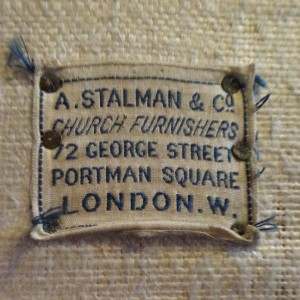 A. STALMAN & Co
CHURCH FURNISHERS
72 GEORGE STREET
PORTMAN SQUARE
LONDON. W.